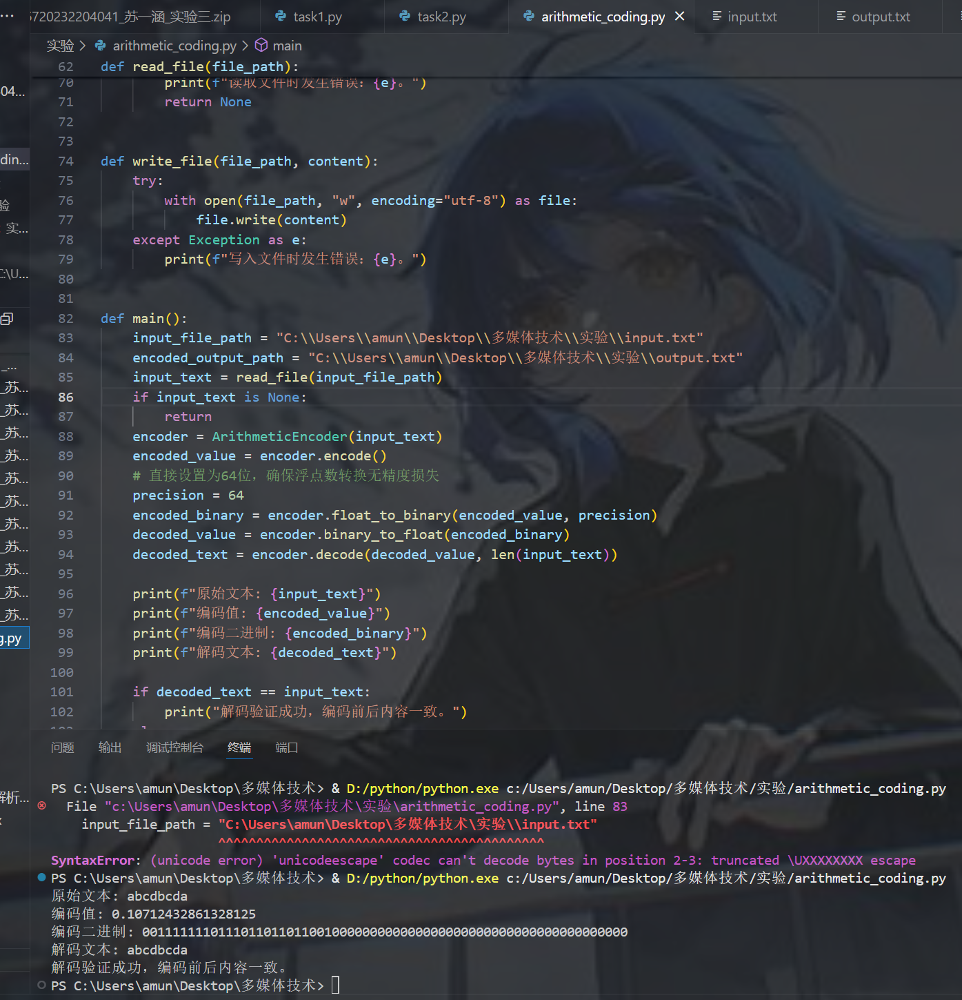 5720232204041_苏一涵_实验三.zip task1.py task2.py arithmetic_coding.py input.txt output.txt
实验 > arithmetic_coding.py > main
62 def read_file(file_path):
70 print(f"读取文件时发生错误: {e}。")
71 return None
72
73
74 def write_file(file_path, content):
75 try:
76 with open(file_path, "w", encoding="utf-8") as file:
77 file.write(content)
78 except Exception as e:
79 print(f"写入文件时发生错误: {e}。")
80
81
82 def main():
83 input_file_path = "C:\\Users\\amun\\Desktop\\多媒体技术\\实验\\input.txt"
84 encoded_output_path = "C:\\Users\\amun\\Desktop\\多媒体技术\\实验\\output.txt"
85 input_text = read_file(input_file_path)
86 if input_text is None:
87 return
88 encoder = ArithmeticEncoder(input_text)
89 encoded_value = encoder.encode()
90 # 直接设置为64位，确保浮点数转换无精度损失
91 precision = 64
92 encoded_binary = encoder.float_to_binary(encoded_value, precision)
93 decoded_value = encoder.binary_to_float(encoded_binary)
94 decoded_text = encoder.decode(decoded_value, len(input_text))
95
96 print(f"原始文本: {input_text}")
97 print(f"编码值: {encoded_value}")
98 print(f"编码二进制: {encoded_binary}")
99 print(f"解码文本: {decoded_text}")
100
101 if decoded_text == input_text:
102 print("解码验证成功，编码前后内容一致。")
04...
din...
验
实...
C:\U...
_...
_苏...
_苏...
_苏...
_苏...
_苏...
_苏...
_苏...
_苏...
_苏...
_苏...
_苏...
g.py
解析...
问题 输出 调试控制台 终端 端口
PS C:\Users\amun\Desktop\多媒体技术> & D:/python/python.exe c:/Users/amun/Desktop/多媒体技术/实验/arithmetic_coding.py
File "c:\Users\amun\Desktop\多媒体技术\实验\arithmetic_coding.py", line 83
input_file_path = "C:\Users\amun\Desktop\多媒体技术\实验\\input.txt"
^^^^^^^^^^^^^^^^^^^^^^^^^^^^^^^^^^^^^^^^^^^
SyntaxError: (unicode error) 'unicodeescape' codec can't decode bytes in position 2-3: truncated \UXXXXXXXX escape
PS C:\Users\amun\Desktop\多媒体技术> & D:/python/python.exe c:/Users/amun/Desktop/多媒体技术/实验/arithmetic_coding.py
原始文本: abcdbcda
编码值: 0.10712432861328125
编码二进制: 0011111110111011011011001000000000000000000000000000000000000000
解码文本: abcdbcda
解码验证成功，编码前后内容一致。
PS C:\Users\amun\Desktop\多媒体技术>